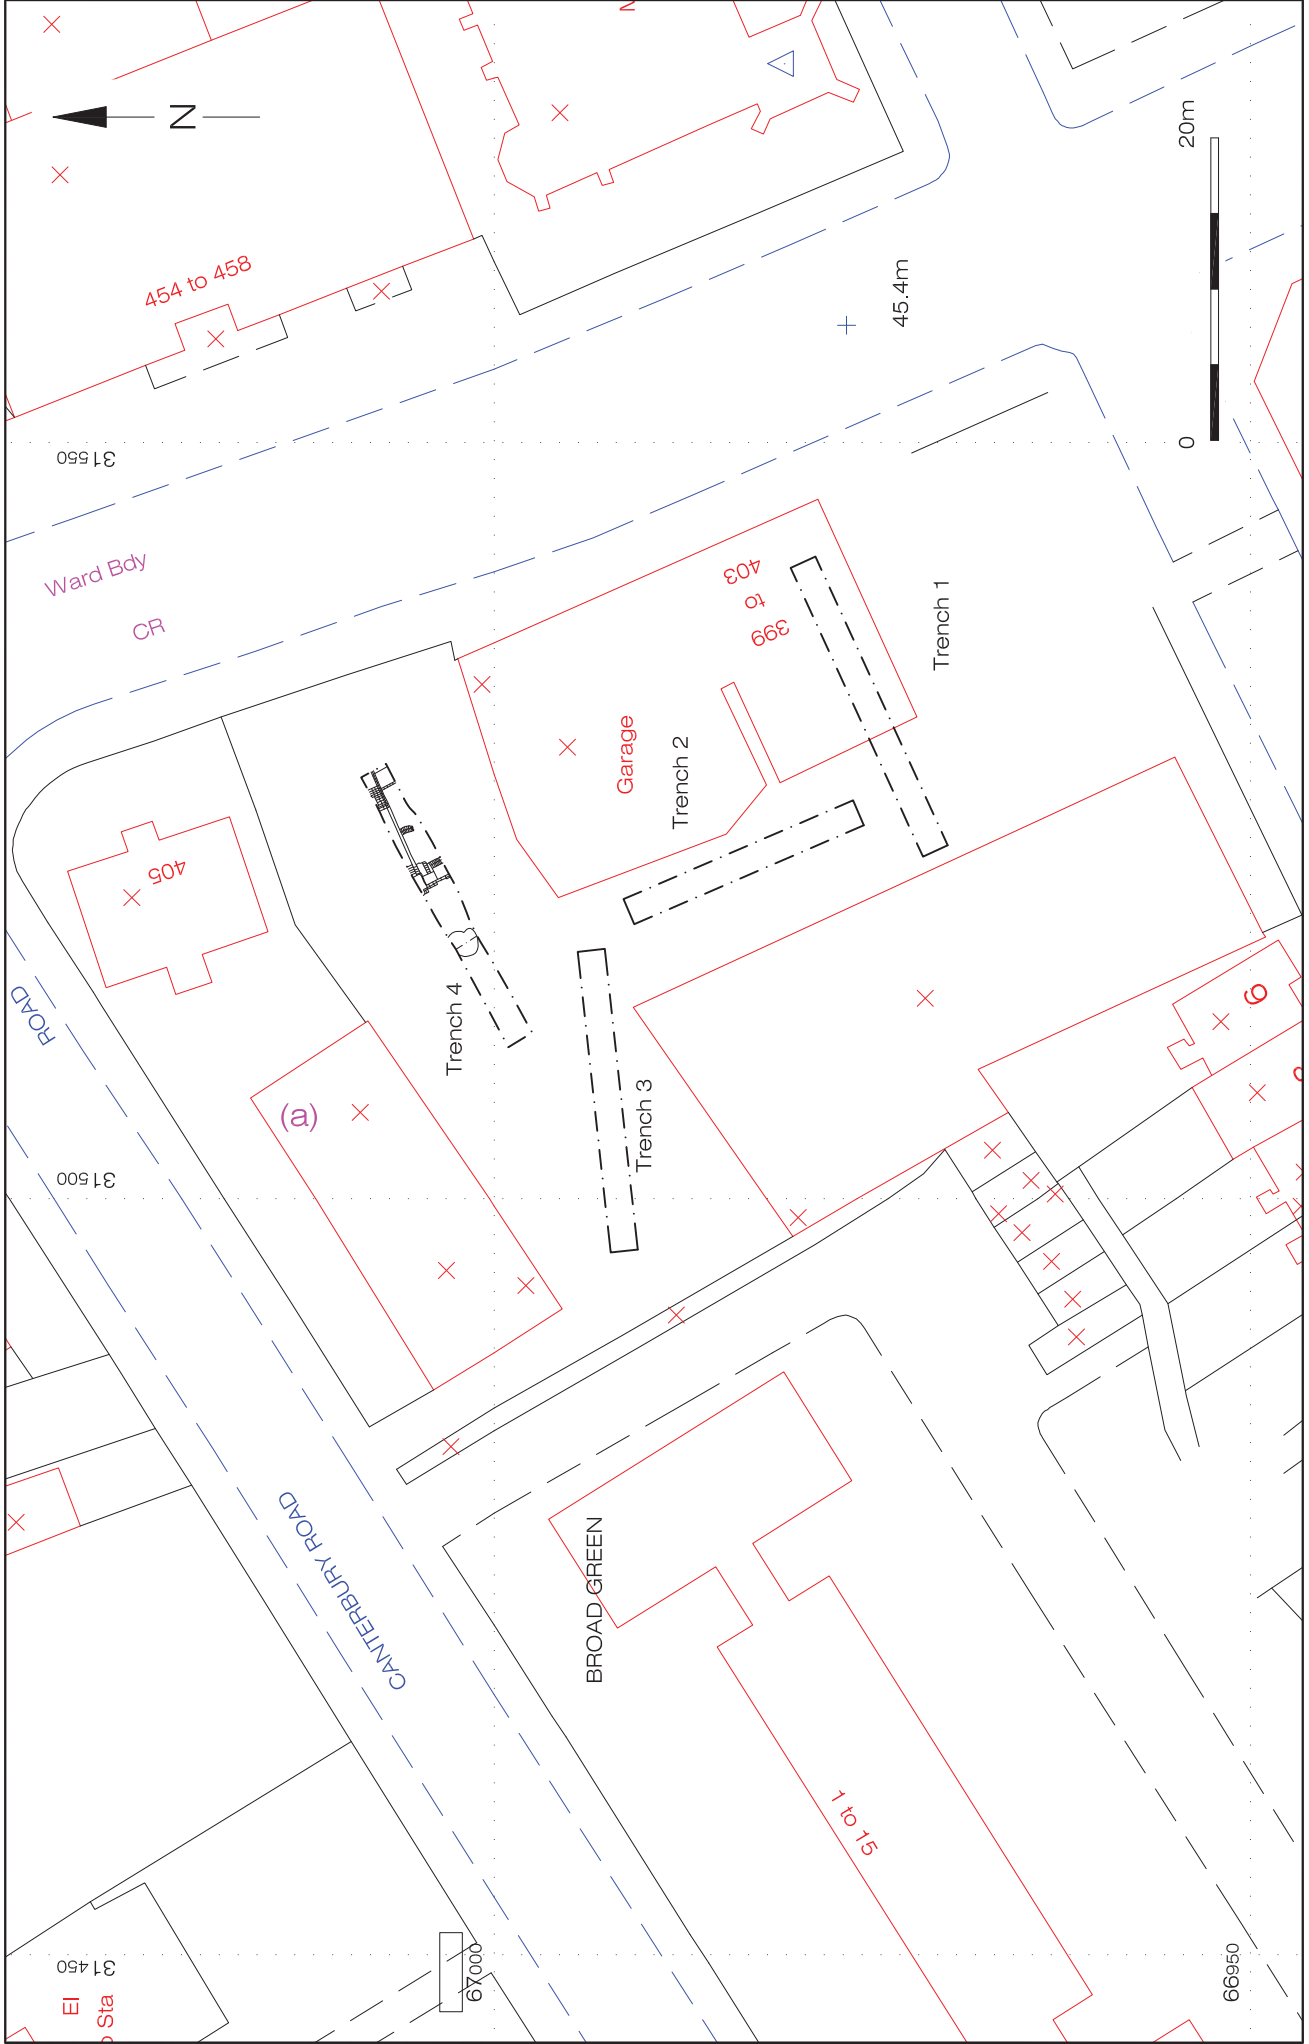 N
454 to 458
45.4m
20m
0
31550
Ward Bdy
CR
399
to
403
Trench 1
Garage
Trench 2
405
Trench 4
Trench 3
ROAD
(a)
31500
9
CANTERBURY ROAD
BROAD GREEN
1 to 15
31450
El
Sta
67000
66950